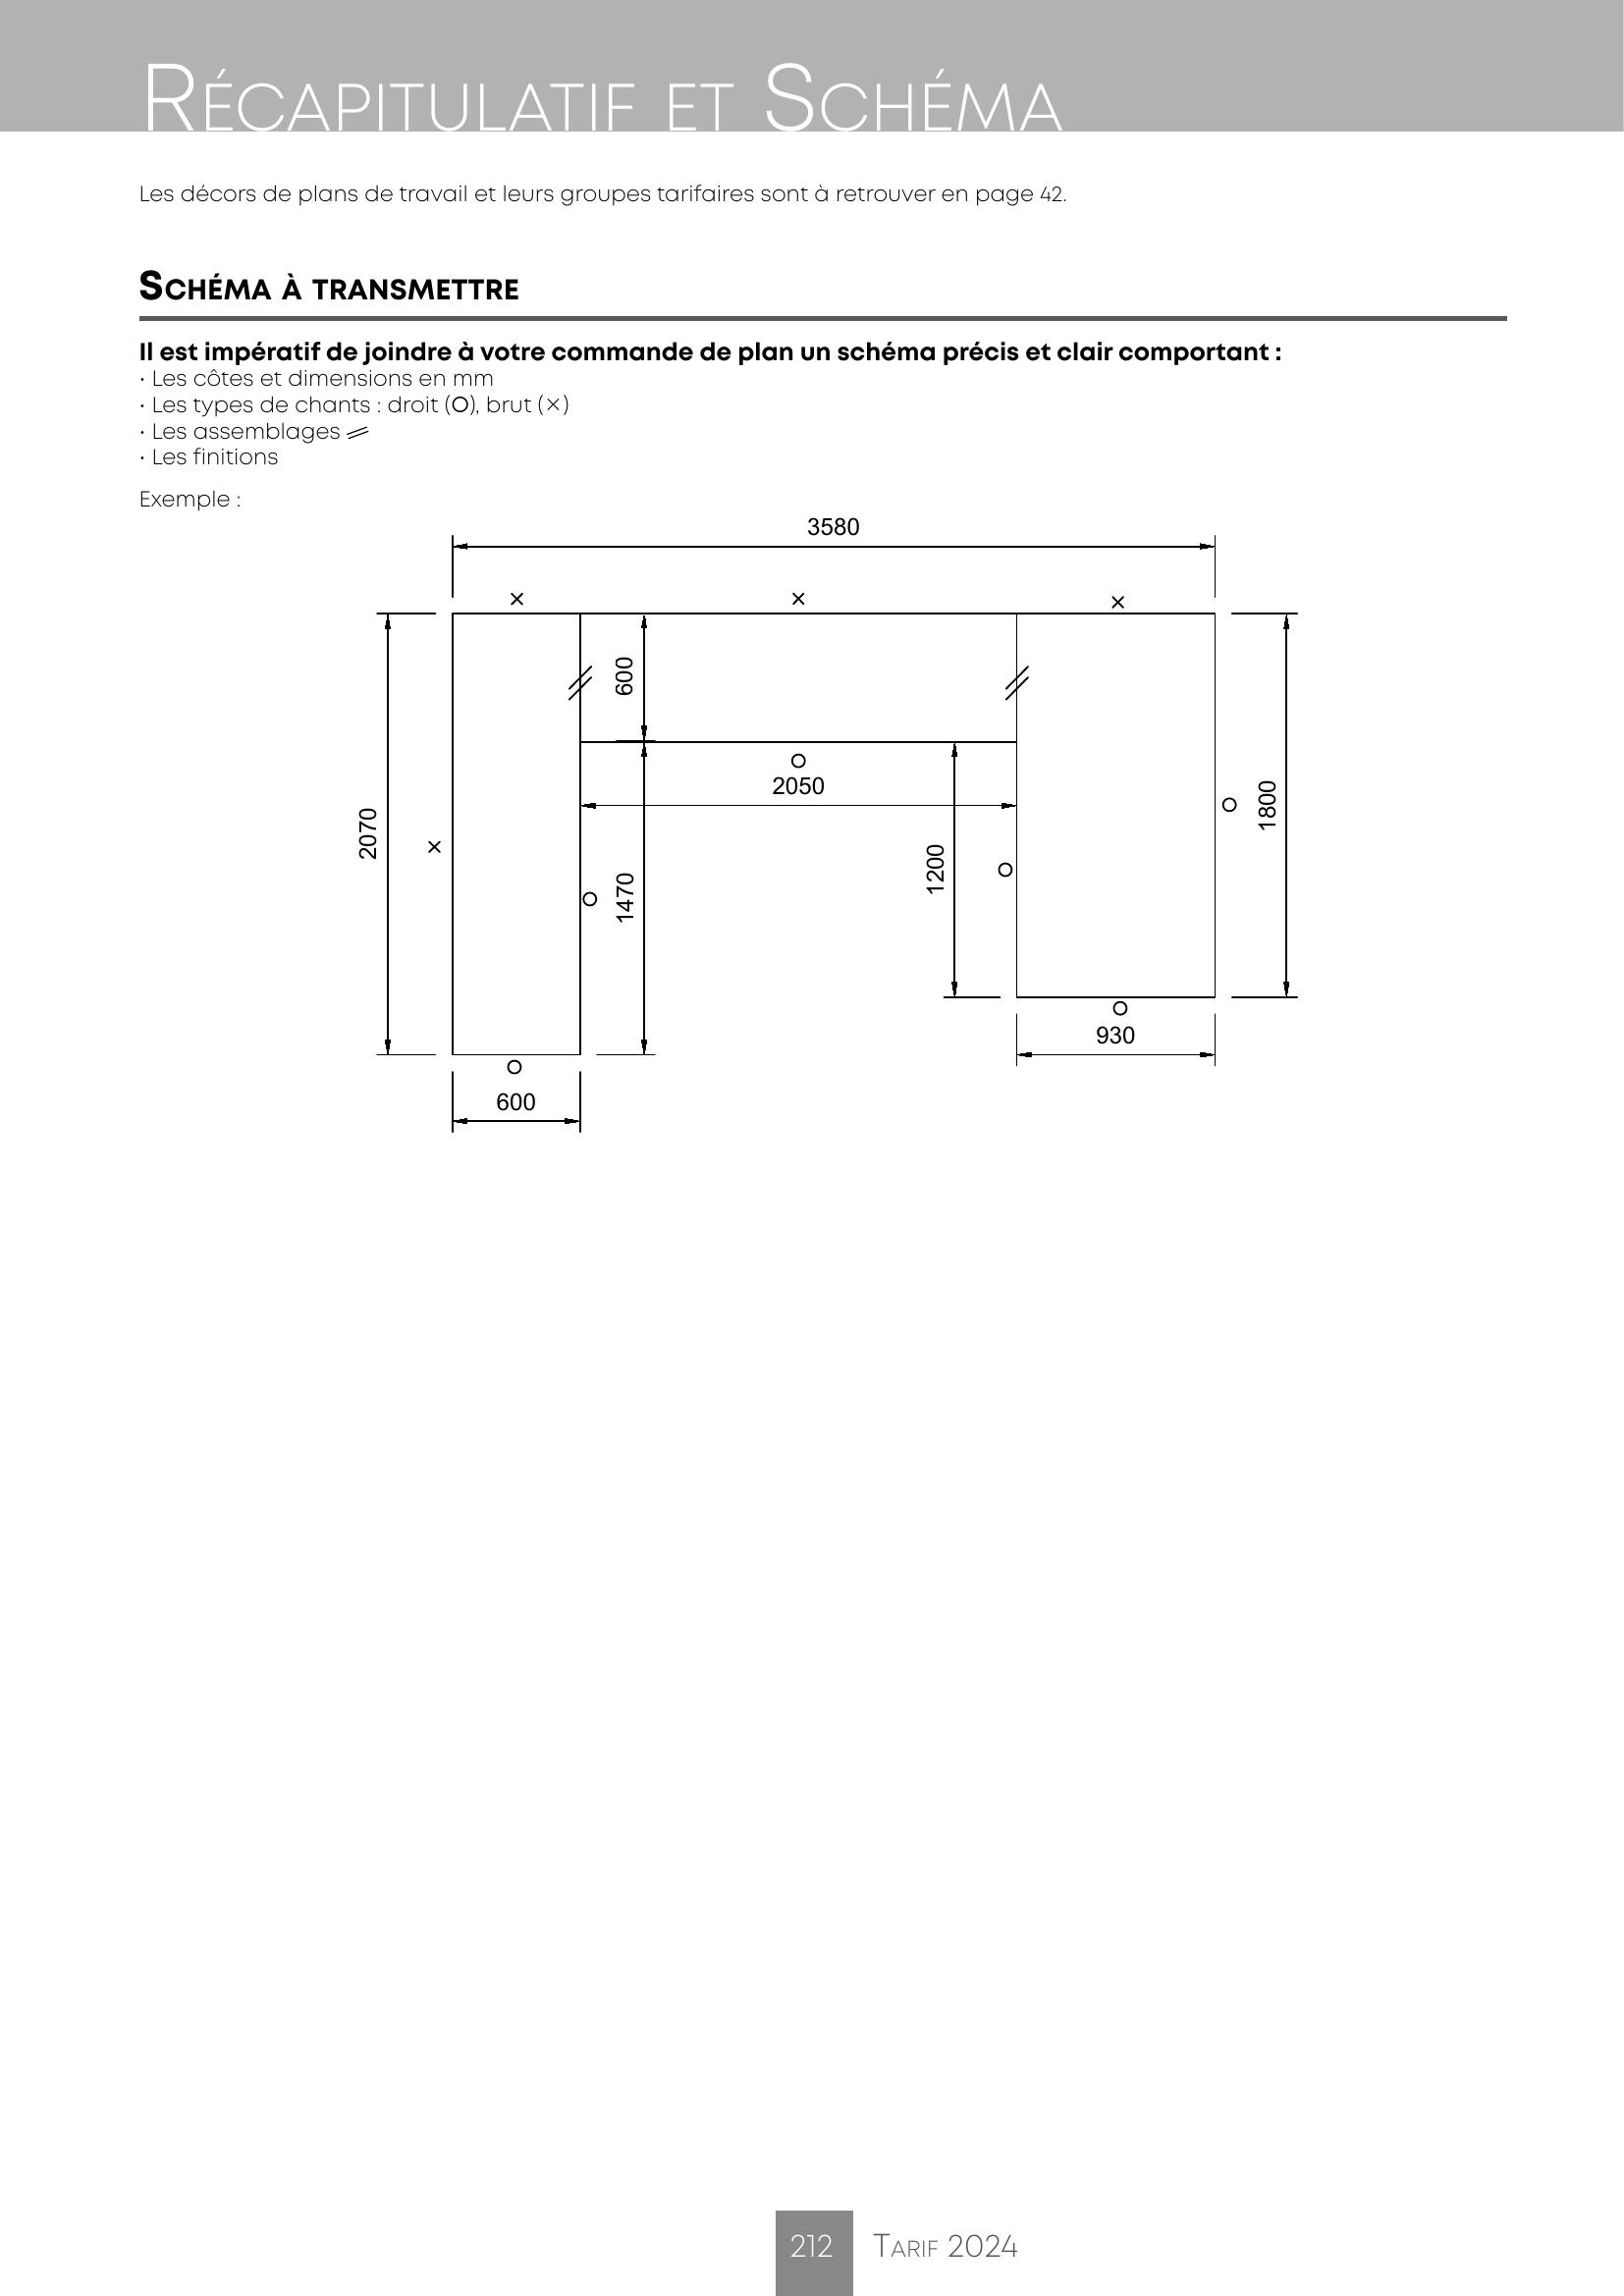 Récapitulatif et Schéma
Les décors de plans de travail et leurs groupes tarifaires sont à retrouver en page 42.
Schéma à transmettre
Il est impératif de joindre à votre commande de plan un schéma précis et clair comportant :
· Les côtes et dimensions en mm
· Les types de chants : droit (O), brut (×)
· Les assemblages
· Les finitions
Exemple :
3580
× × ×
600
O
2050
2070
×
O
1470
1200
O
O
1800
O
930
O
600
212 Tarif 2024